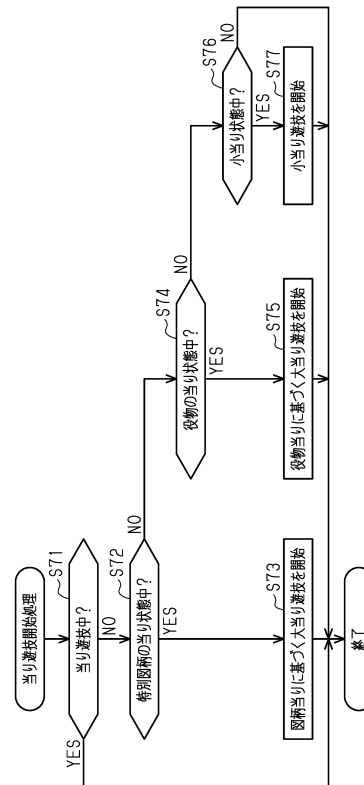 当り遊技開始処理
S71
当り遊技中？
YES
NO
S72
特別図柄の当り状態中？
NO
YES
S73
図柄当りに基づく大当り遊技を開始
S74
役物の当り状態中？
NO
YES
S75
役物当りに基づく大当り遊技を開始
S76
小当り状態中？
NO
YES
S77
小当り遊技を開始
終了